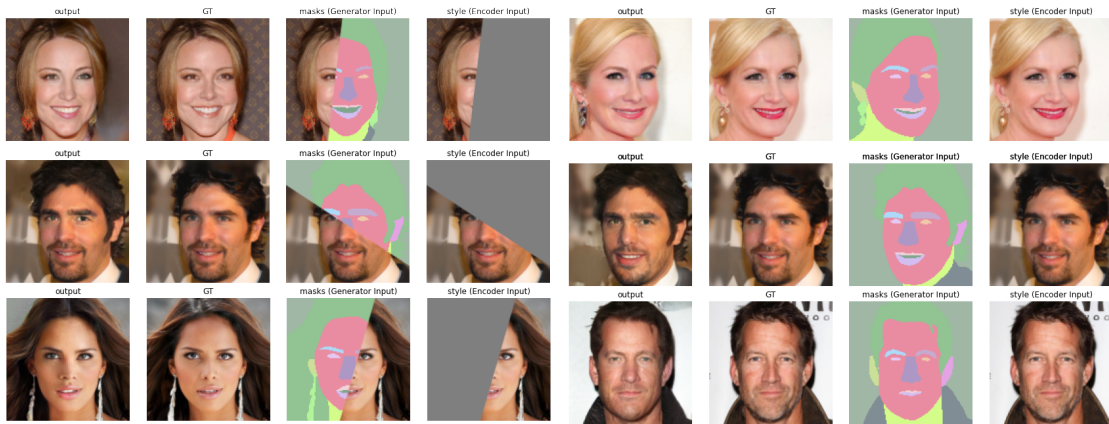 output GT masks (Generator Input) style (Encoder Input) output GT masks (Generator Input) style (Encoder Input)
output GT masks (Generator Input) style (Encoder Input) output GT masks (Generator Input) style (Encoder Input)
output GT masks (Generator Input) style (Encoder Input) output GT masks (Generator Input) style (Encoder Input)